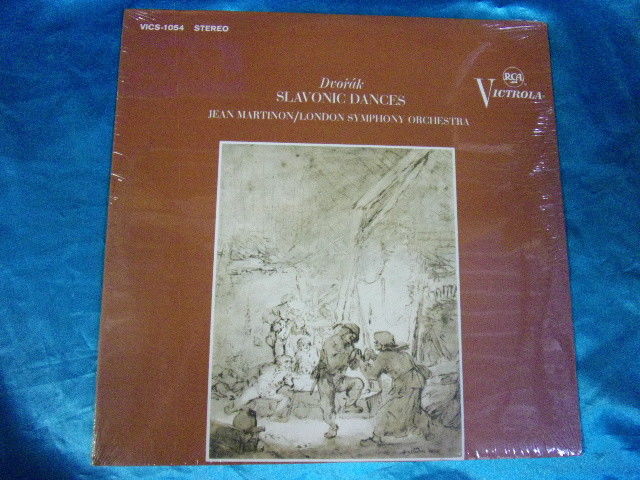 VICS-1054 STEREO
RCA
VICTROLA
Dvořák
SLAVONIC DANCES
JEAN MARTINON/LONDON SYMPHONY ORCHESTRA